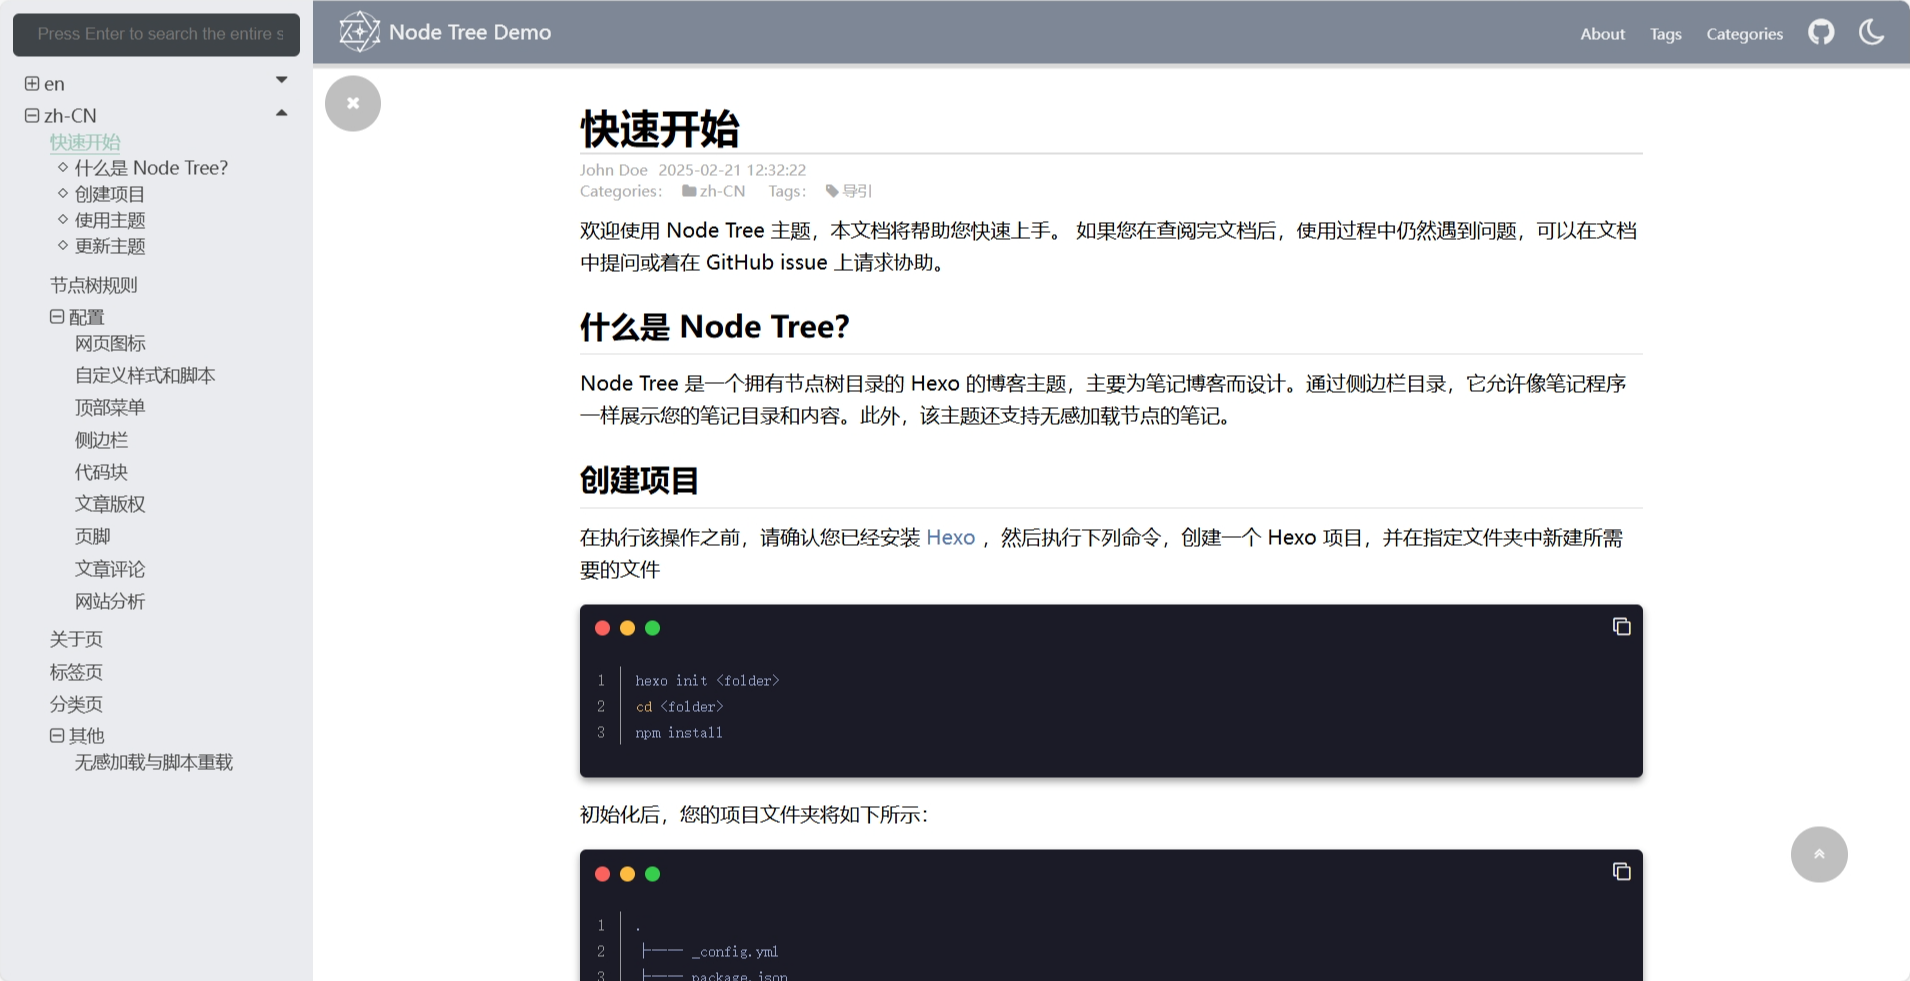 Press Enter to search the entire s
en
zh-CN
快速开始
什么是 Node Tree?
创建项目
使用主题
更新主题
节点树规则
配置
网页图标
自定义样式和脚本
顶部菜单
侧边栏
代码块
文章版权
页脚
文章评论
网站分析
关于页
标签页
分类页
其他
无感加载与脚本重载
Node Tree Demo
About Tags Categories
快速开始
John Doe 2025-02-21 12:32:22
Categories: zh-CN Tags: 导引
欢迎使用 Node Tree 主题，本文档将帮助您快速上手。 如果您在查阅完文档后，使用过程中仍然遇到问题，可以在文档
中提问或着在 GitHub issue 上请求协助。
什么是 Node Tree?
Node Tree 是一个拥有节点树目录的 Hexo 的博客主题，主要为笔记博客而设计。通过侧边栏目录，它允许像笔记程序
一样展示您的笔记目录和内容。此外，该主题还支持无感加载节点的笔记。
创建项目
在执行该操作之前，请确认您已经安装 Hexo ，然后执行下列命令，创建一个 Hexo 项目，并在指定文件夹中新建所需
要的文件
1 hexo init <folder>
2 cd <folder>
3 npm install
初始化后，您的项目文件夹将如下所示：
1 .
2 ├── _config.yml
3 ├── package.json